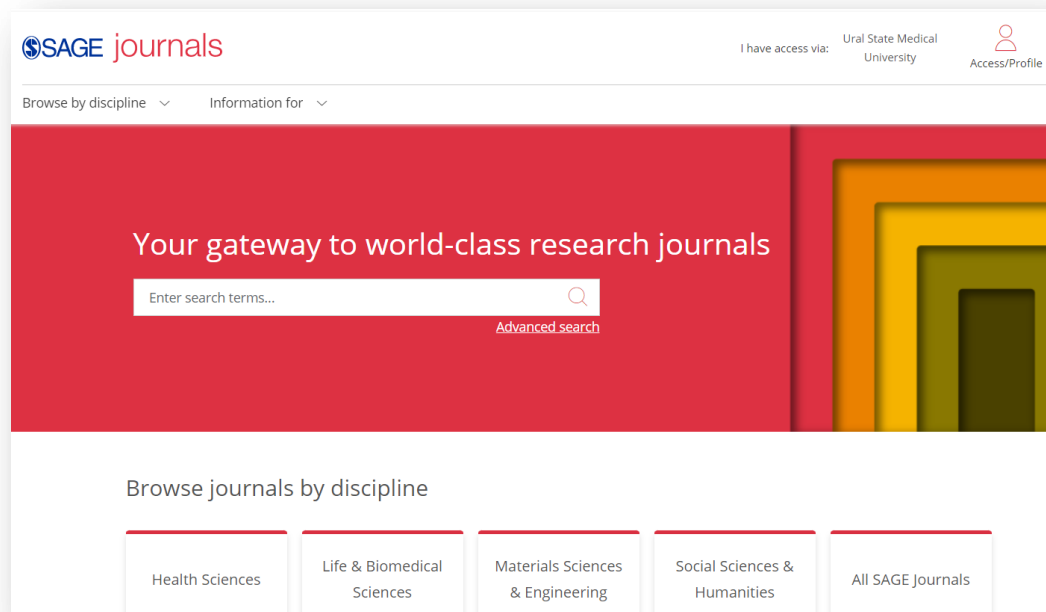 SAGE journals
I have access via:
Ural State Medical
University
Access/Profile
Browse by discipline
Information for
Your gateway to world-class research journals
Enter search terms...
Advanced search
Browse journals by discipline
Health Sciences
Life & Biomedical
Sciences
Materials Sciences
& Engineering
Social Sciences &
Humanities
All SAGE Journals